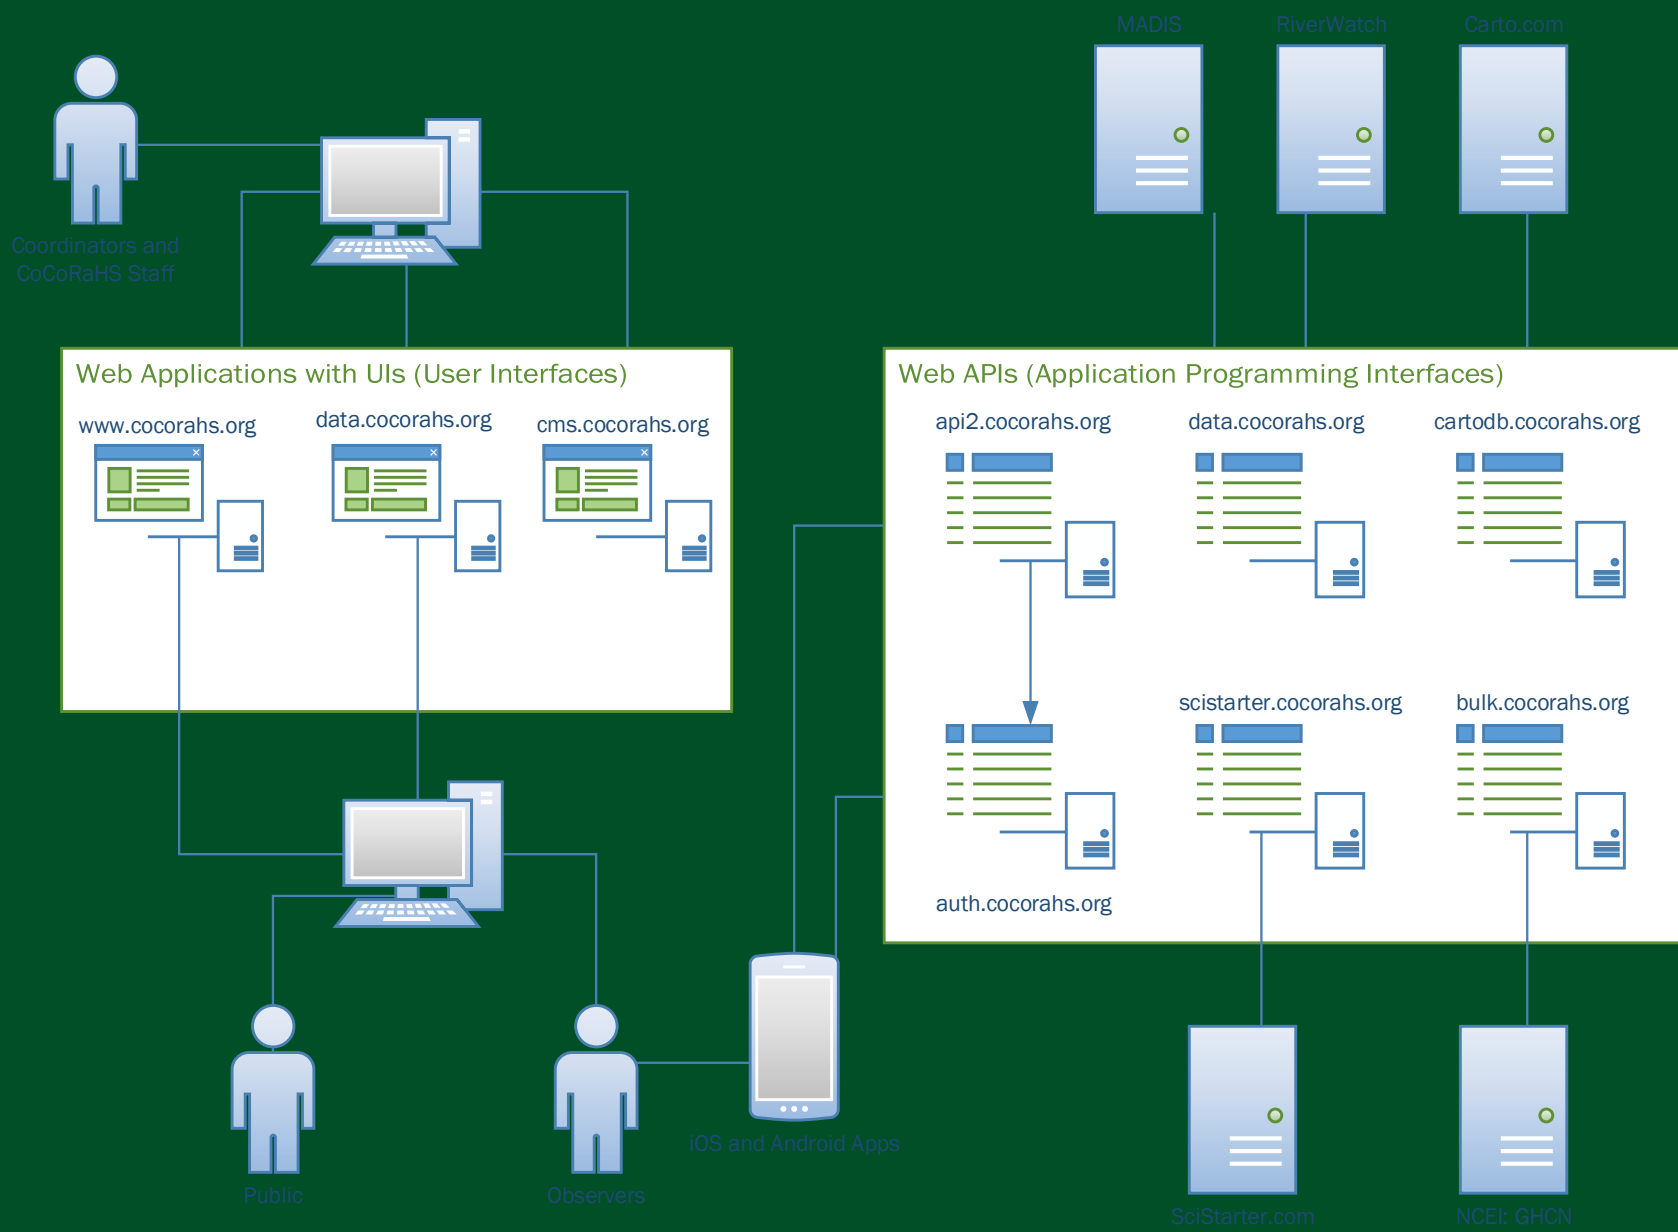 MADIS
RiverWatch
Carto.com
Coordinators and
CoCoRaHS Staff
Web Applications with UIs (User Interfaces)
www.cocorahs.org
data.cocorahs.org
cms.cocorahs.org
Web APIs (Application Programming Interfaces)
api2.cocorahs.org
data.cocorahs.org
cartodb.cocorahs.org
scistarter.cocorahs.org
bulk.cocorahs.org
auth.cocorahs.org
iOS and Android Apps
Public
Observers
SciStarter.com
NCEI: GHCN